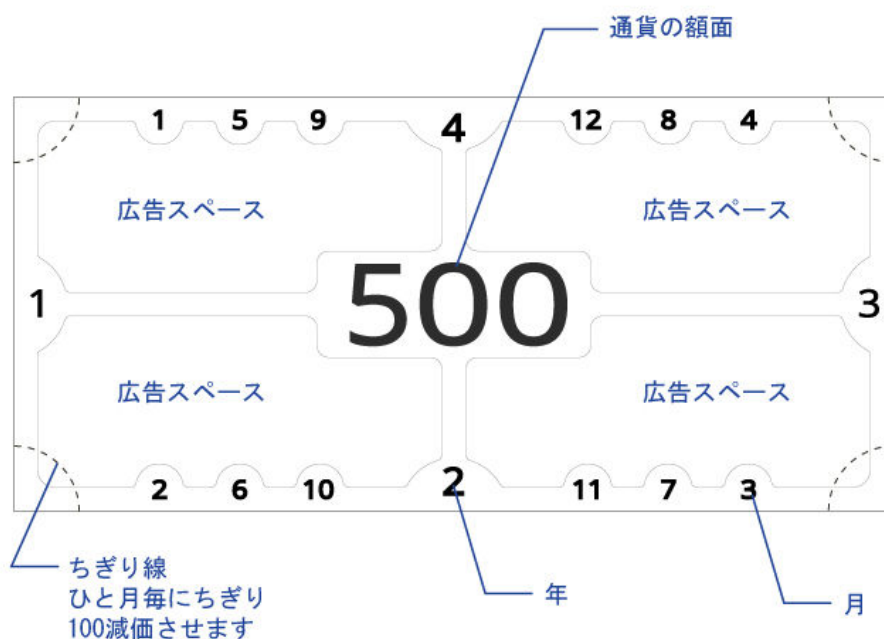 通貨の額面
1 5 9 4 12 8 4
広告スペース 広告スペース
1 500 3
広告スペース 広告スペース
2 6 10 2 11 7 3
ちぎり線
ひと月毎にちぎり
100減価させます
年
月